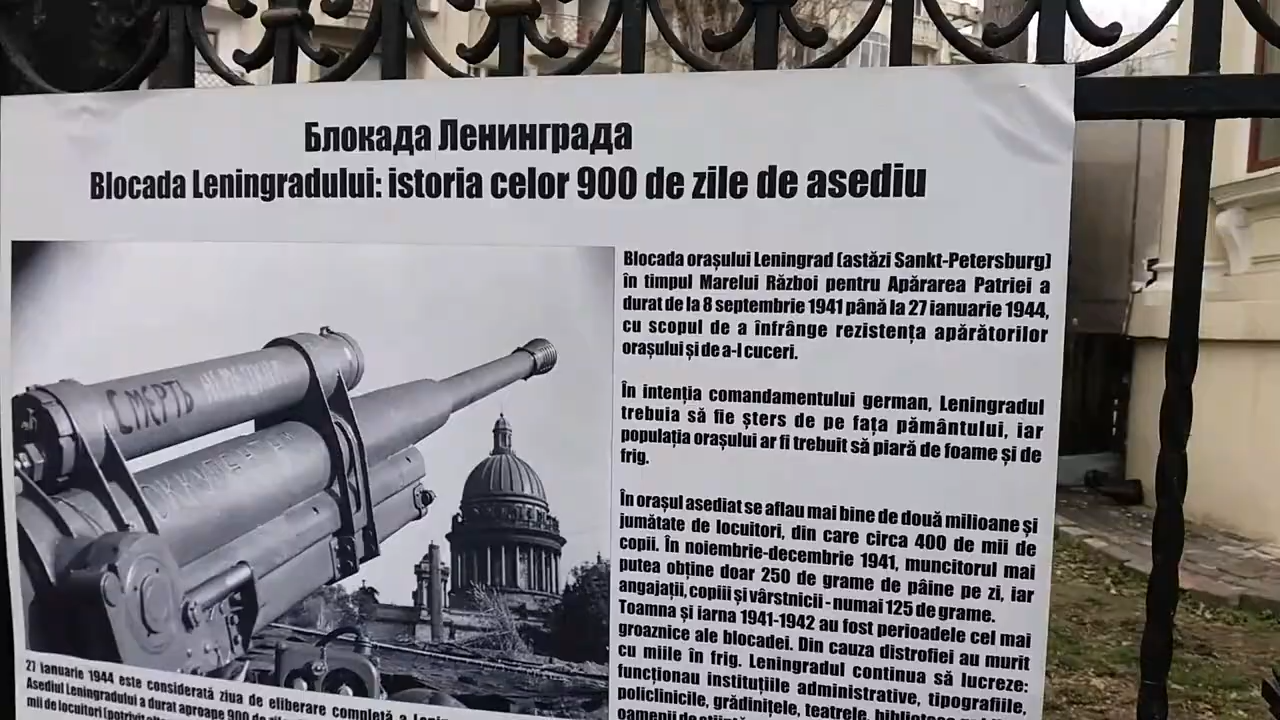 Блокада Ленинграда
Blocada Leningradului: istoria celor 900 de zile de asediu
Blocada orașului Leningrad (astăzi Sankt-Petersburg)
în timpul Marelui Război pentru Apărarea Patriei a
durat de la 8 septembrie 1941 până la 27 ianuarie 1944,
cu scopul de a înfrânge rezistența apărătorilor
orașului și de a-l cuceri.
În intenția comandamentului german, Leningradul
trebuia să fie șters de pe fața pământului, iar
populația orașului ar fi trebuit să piară de foame și de
frig.
În orașul asediat se aflau mai bine de două milioane și
jumătate de locuitori, din care circa 400 de mii de
copii. În noiembrie-decembrie 1941, muncitorul mai
putea obține doar 250 de grame de pâine pe zi, iar
angajații, copiii și vârstnicii - numai 125 de grame.
Toamna și iarna 1941-1942 au fost perioadele cel mai
groaznice ale blocadei. Din cauza distrofiei au murit
cu miile în frig. Leningradul continua să lucreze:
funcționau instituțiile administrative, tipografiile,
policlinicile, grădinițele, teatrele,
oamenii de
СМЕРТЬ
27 Ianuarie 1944 este considerată ziua de eliberare completă a
Asediul Leningradului a durat aproape 900 de
mii de locuitori